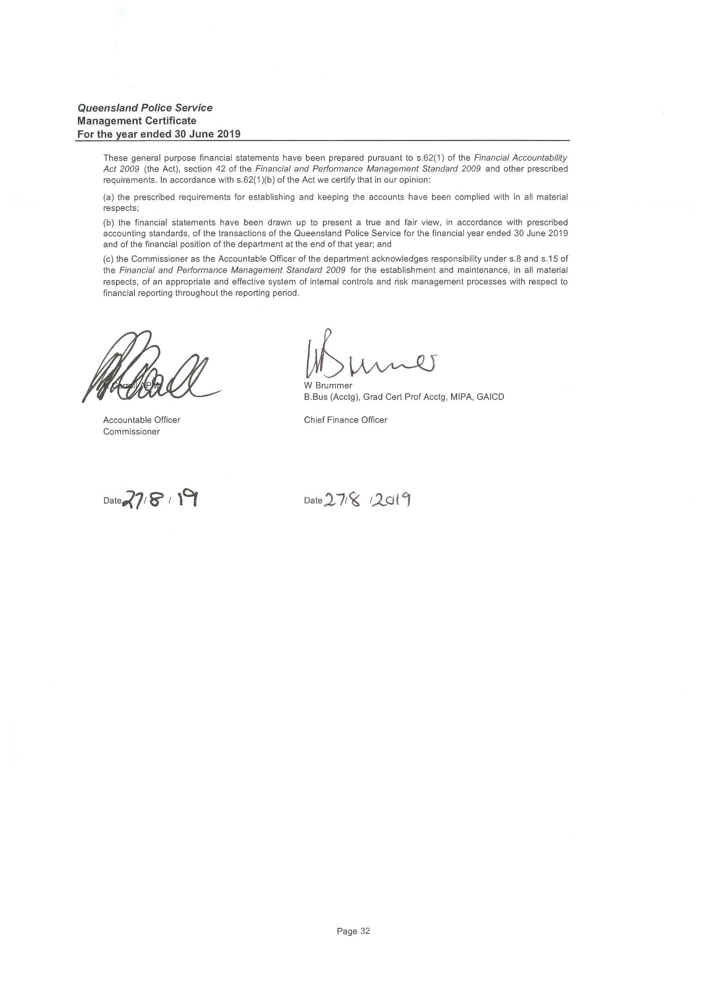 Queensland Police Service
Management Certificate
For the year ended 30 June 2019
These general purpose financial statements have been prepared pursuant to s.62(1) of the Financial Accountability
Act 2009 (the Act), section 42 of the Financial and Performance Management Standard 2009 and other prescribed
requirements. In accordance with s.62(1)(b) of the Act we certify that in our opinion:
(a) the prescribed requirements for establishing and keeping the accounts have been complied with in all material
respects;
(b) the financial statements have been drawn up to present a true and fair view, in accordance with prescribed
accounting standards, of the transactions of the Queensland Police Service for the financial year ended 30 June 2019
and of the financial position of the department at the end of that year; and
(c) the Commissioner as the Accountable Officer of the department acknowledges responsibility under s.8 and s.15 of
the Financial and Performance Management Standard 2009 for the establishment and maintenance, in all material
respects, of an appropriate and effective system of internal controls and risk management processes with respect to
financial reporting throughout the reporting period.
WBrummer
K Carroll APM
W Brummer
B.Bus (Acctg), Grad Cert Prof Acctg, MIPA, GAICD
Accountable Officer
Commissioner
Chief Finance Officer
Date 27/8/19
Date 27/8/2019
Page 32